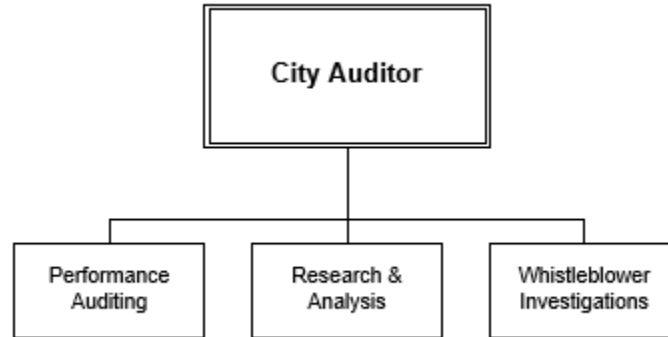 City Auditor
Performance
Auditing
Research &
Analysis
Whistleblower
Investigations